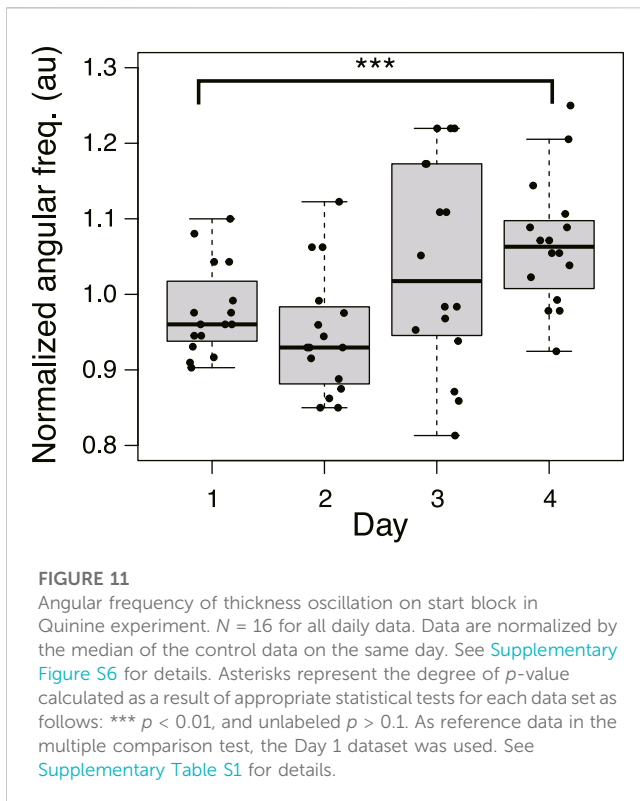 ***
1.3
1.2
1.1
1.0
0.9
0.8
Normalized angular freq. (au)
1 2 3 4
Day
FIGURE 11
Angular frequency of thickness oscillation on start block in
Quinine experiment. N = 16 for all daily data. Data are normalized by
the median of the control data on the same day. See Supplementary
Figure S6 for details. Asterisks represent the degree of p-value
calculated as a result of appropriate statistical tests for each data set as
follows: *** p < 0.01, and unlabeled p > 0.1. As reference data in the
multiple comparison test, the Day 1 dataset was used. See
Supplementary Table S1 for details.